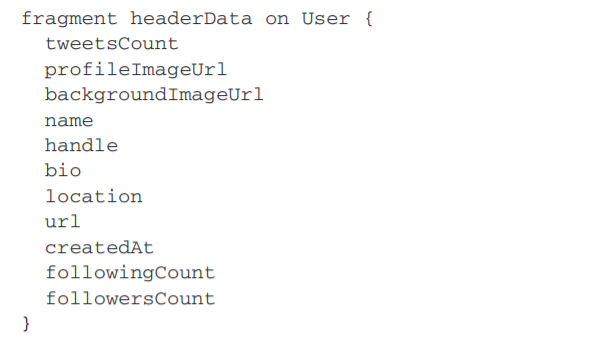 fragment headerData on User {
  tweetsCount
  profileImageUrl
  backgroundImageUrl
  name
  handle
  bio
  location
  url
  createdAt
  followingCount
  followersCount
}